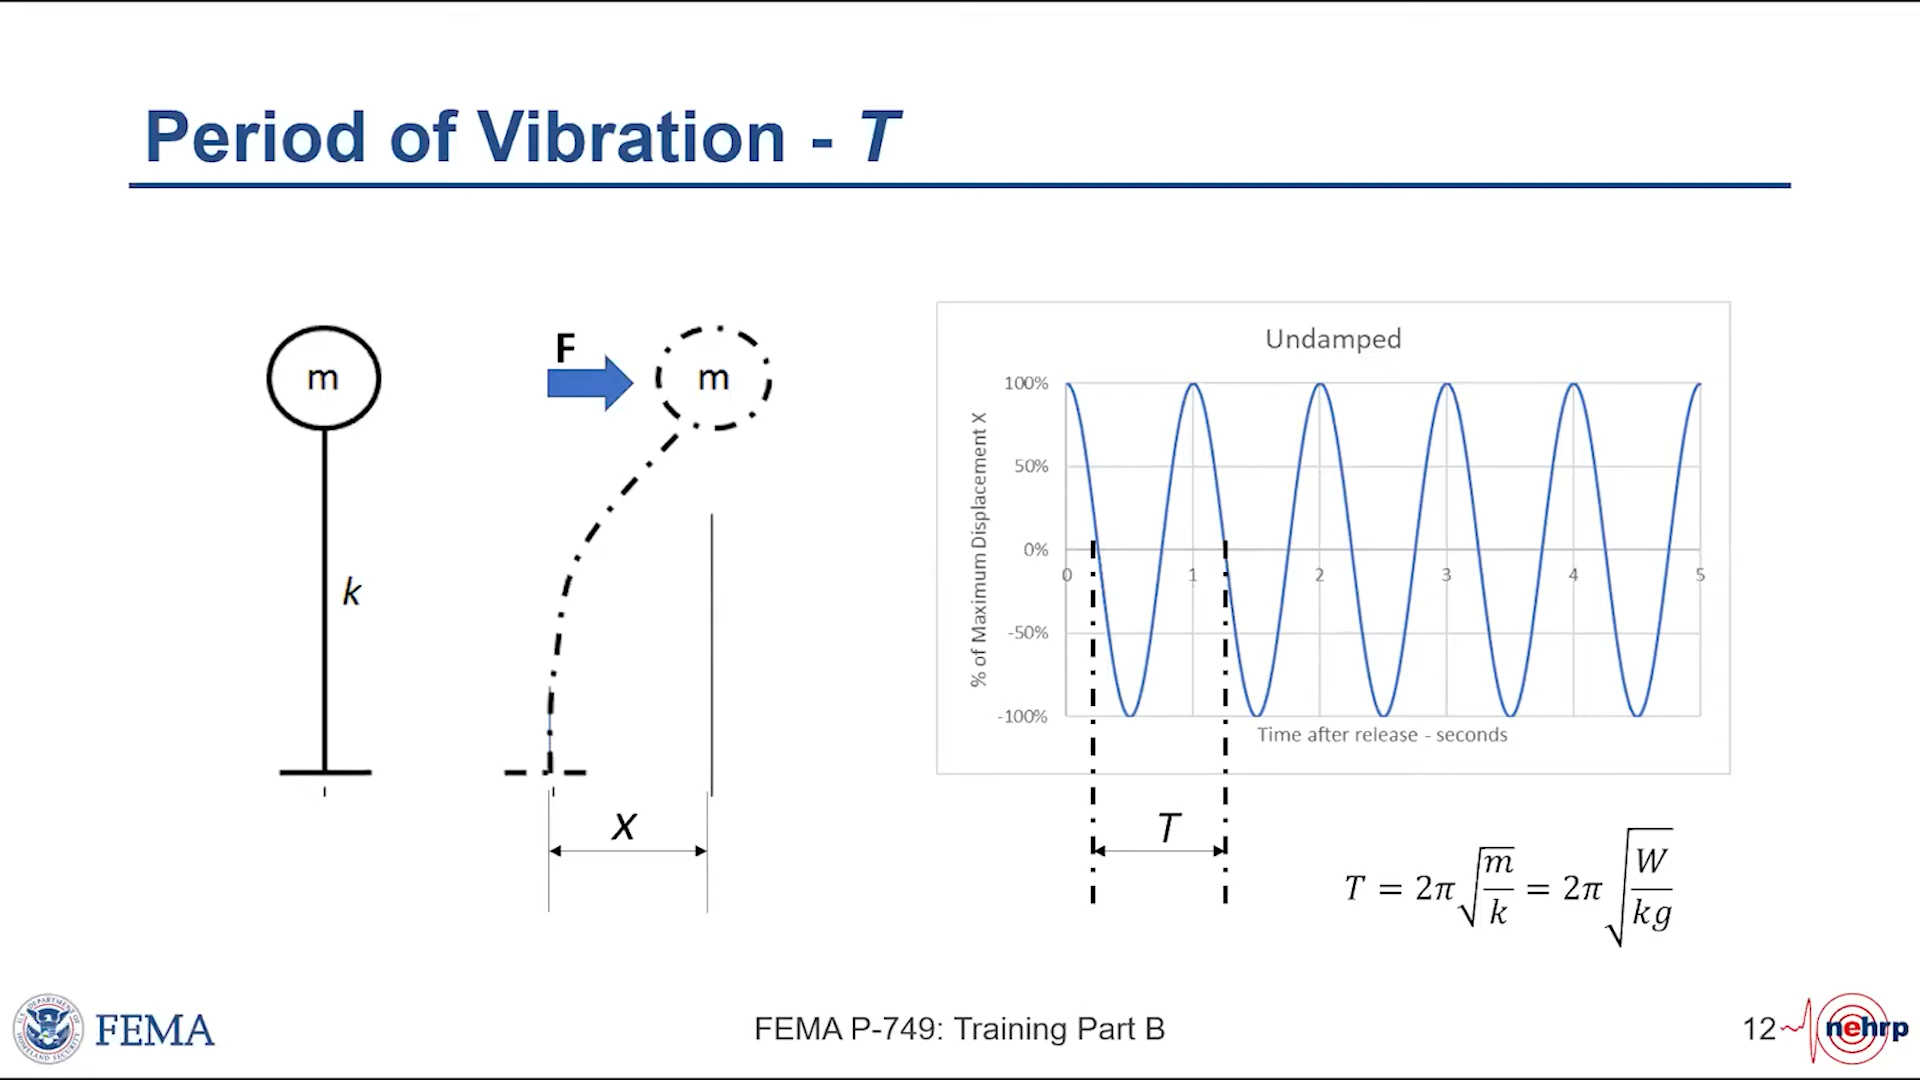 Period of Vibration - T
m
k
F
m
X
Undamped
% of Maximum Displacement X
100%
50%
0%
-50%
-100%
0 1 2 3 4 5
Time after release - seconds
T
T = 2π√(m/k) = 2π√(W/kg)
FEMA
FEMA P-749: Training Part B
12
nehrp